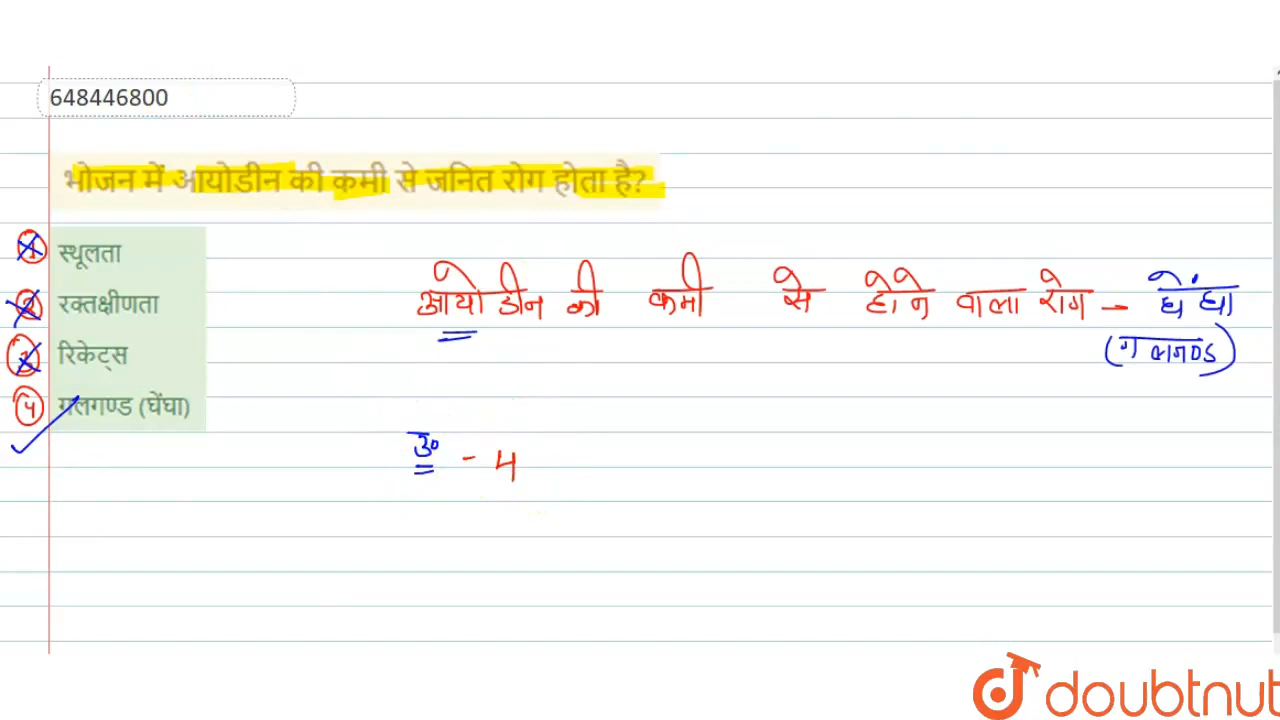 648446800
भोजन में आयोडीन की कमी से जनित रोग होता है?
1 स्थूलता
2 रक्तक्षीणता
3 रिकेट्स
4 गलगण्ड (घेंघा)
आयोडीन की कमी से होने वाला रोग - घेंघा
(गलगण्ड)
उ० - 4
doubtnut